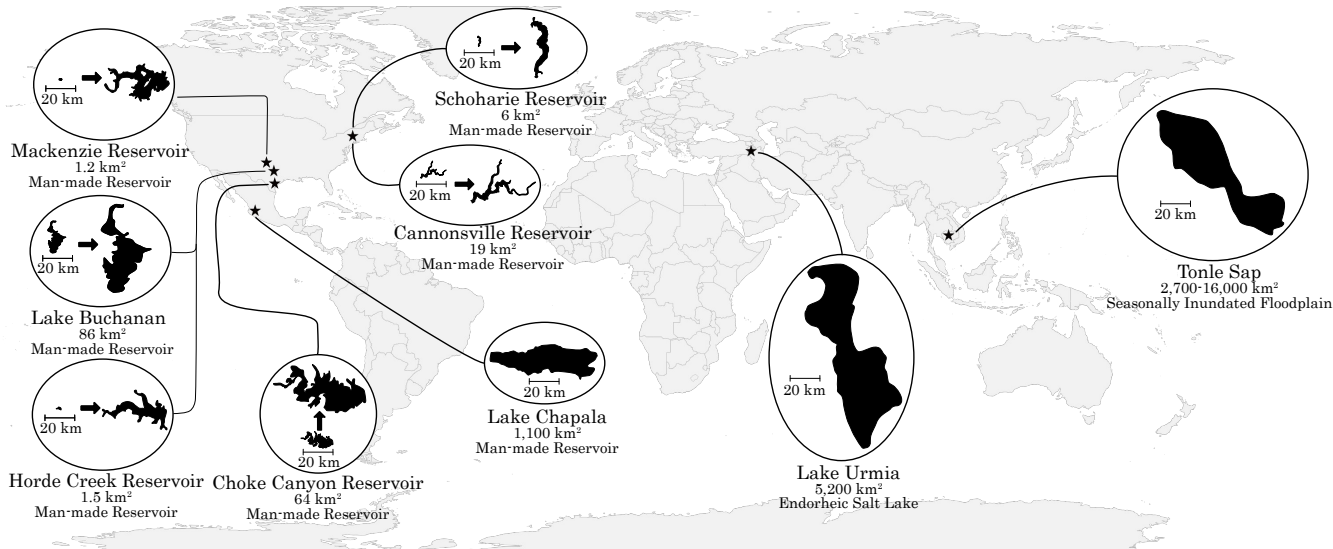 20 km
Mackenzie Reservoir
1.2 km²
Man-made Reservoir
20 km
Lake Buchanan
86 km²
Man-made Reservoir
20 km
Horde Creek Reservoir
1.5 km²
Man-made Reservoir
20 km
Choke Canyon Reservoir
64 km²
Man-made Reservoir
20 km
Schoharie Reservoir
6 km²
Man-made Reservoir
20 km
Cannonsville Reservoir
19 km²
Man-made Reservoir
20 km
Lake Chapala
1,100 km²
Man-made Reservoir
20 km
Lake Urmia
5,200 km²
Endorheic Salt Lake
20 km
Tonle Sap
2,700-16,000 km²
Seasonally Inundated Floodplain